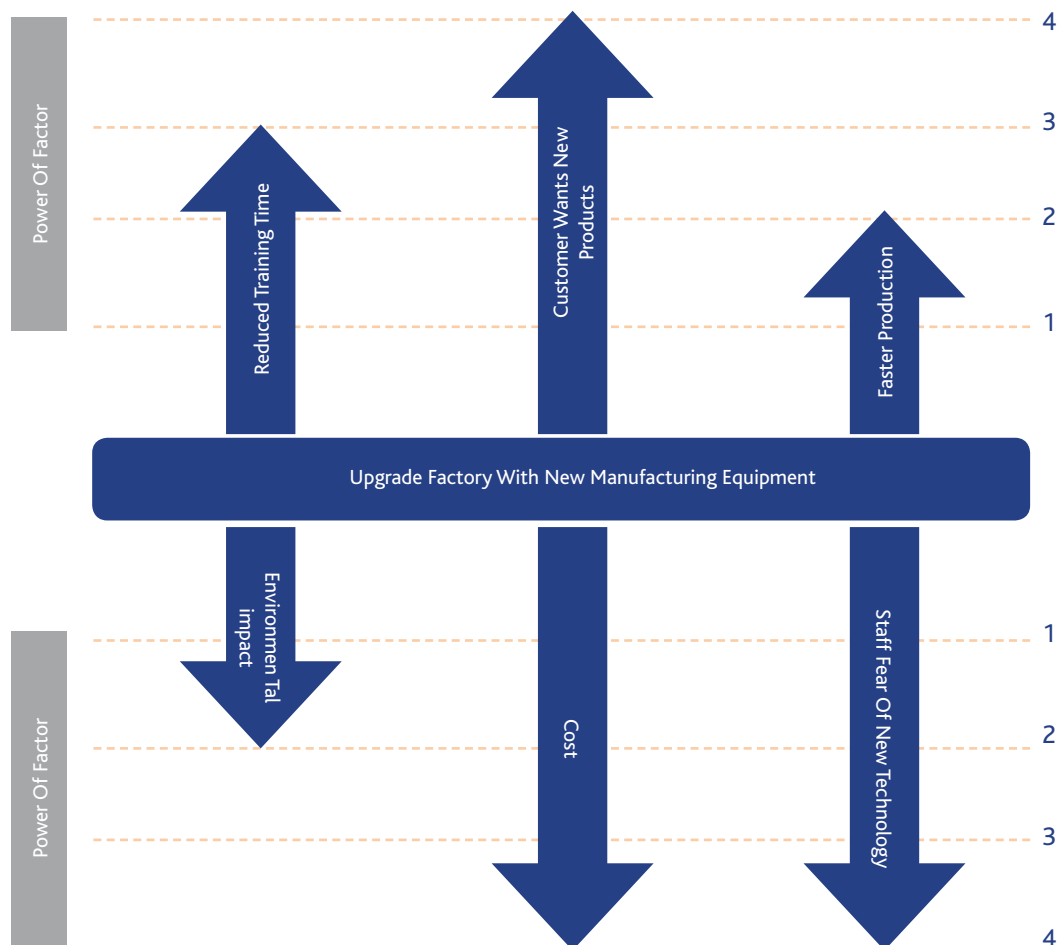 4
3
2
1
Power Of Factor
Reduced Training Time
Customer Wants New
Products
Faster Production
Upgrade Factory With New Manufacturing Equipment
Power Of Factor
Environmen Tal
impact
Cost
Staff Fear Of New Technology
1
2
3
4